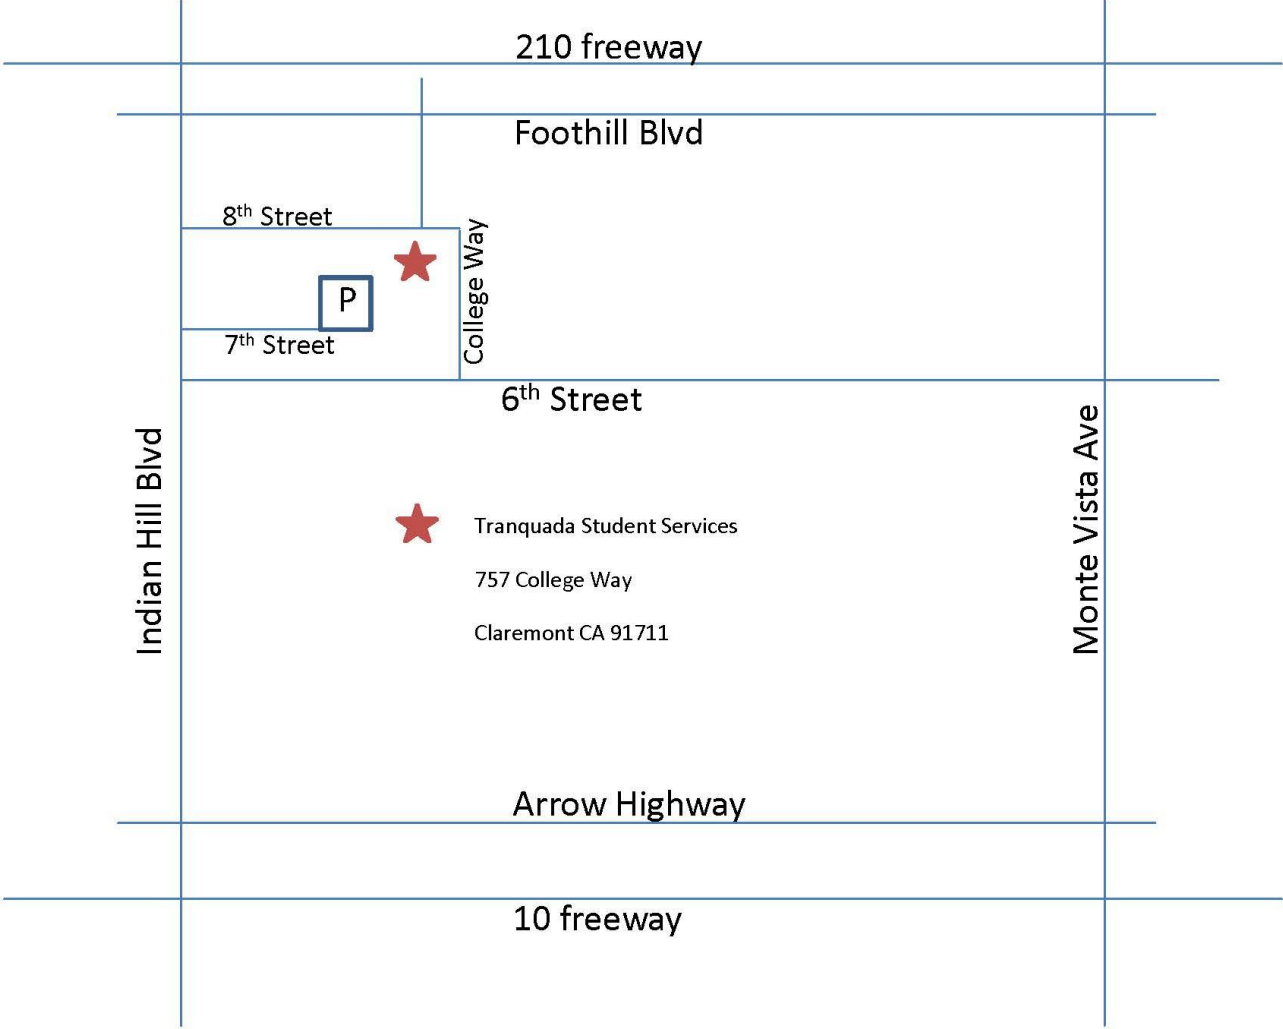 210 freeway
Foothill Blvd
8th Street
College Way
P
7th Street
6th Street
Indian Hill Blvd
Monte Vista Ave
Tranquada Student Services
757 College Way
Claremont CA 91711
Arrow Highway
10 freeway